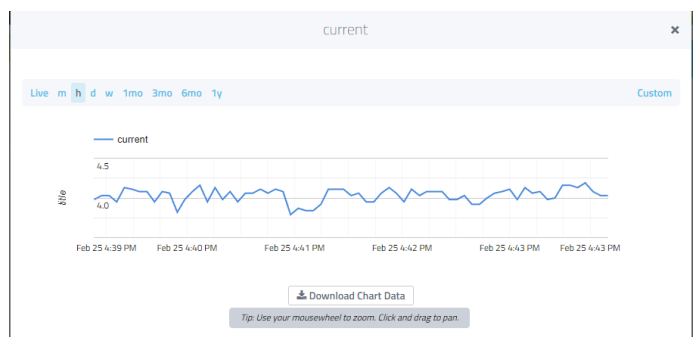 current ×
Live m h d w 1mo 3mo 6mo 1y Custom
current
4.5
title
4.0
Feb 25 4:39 PM Feb 25 4:40 PM Feb 25 4:41 PM Feb 25 4:42 PM Feb 25 4:43 PM Feb 25 4:43 PM
Download Chart Data
Tip: Use your mousewheel to zoom. Click and drag to pan.